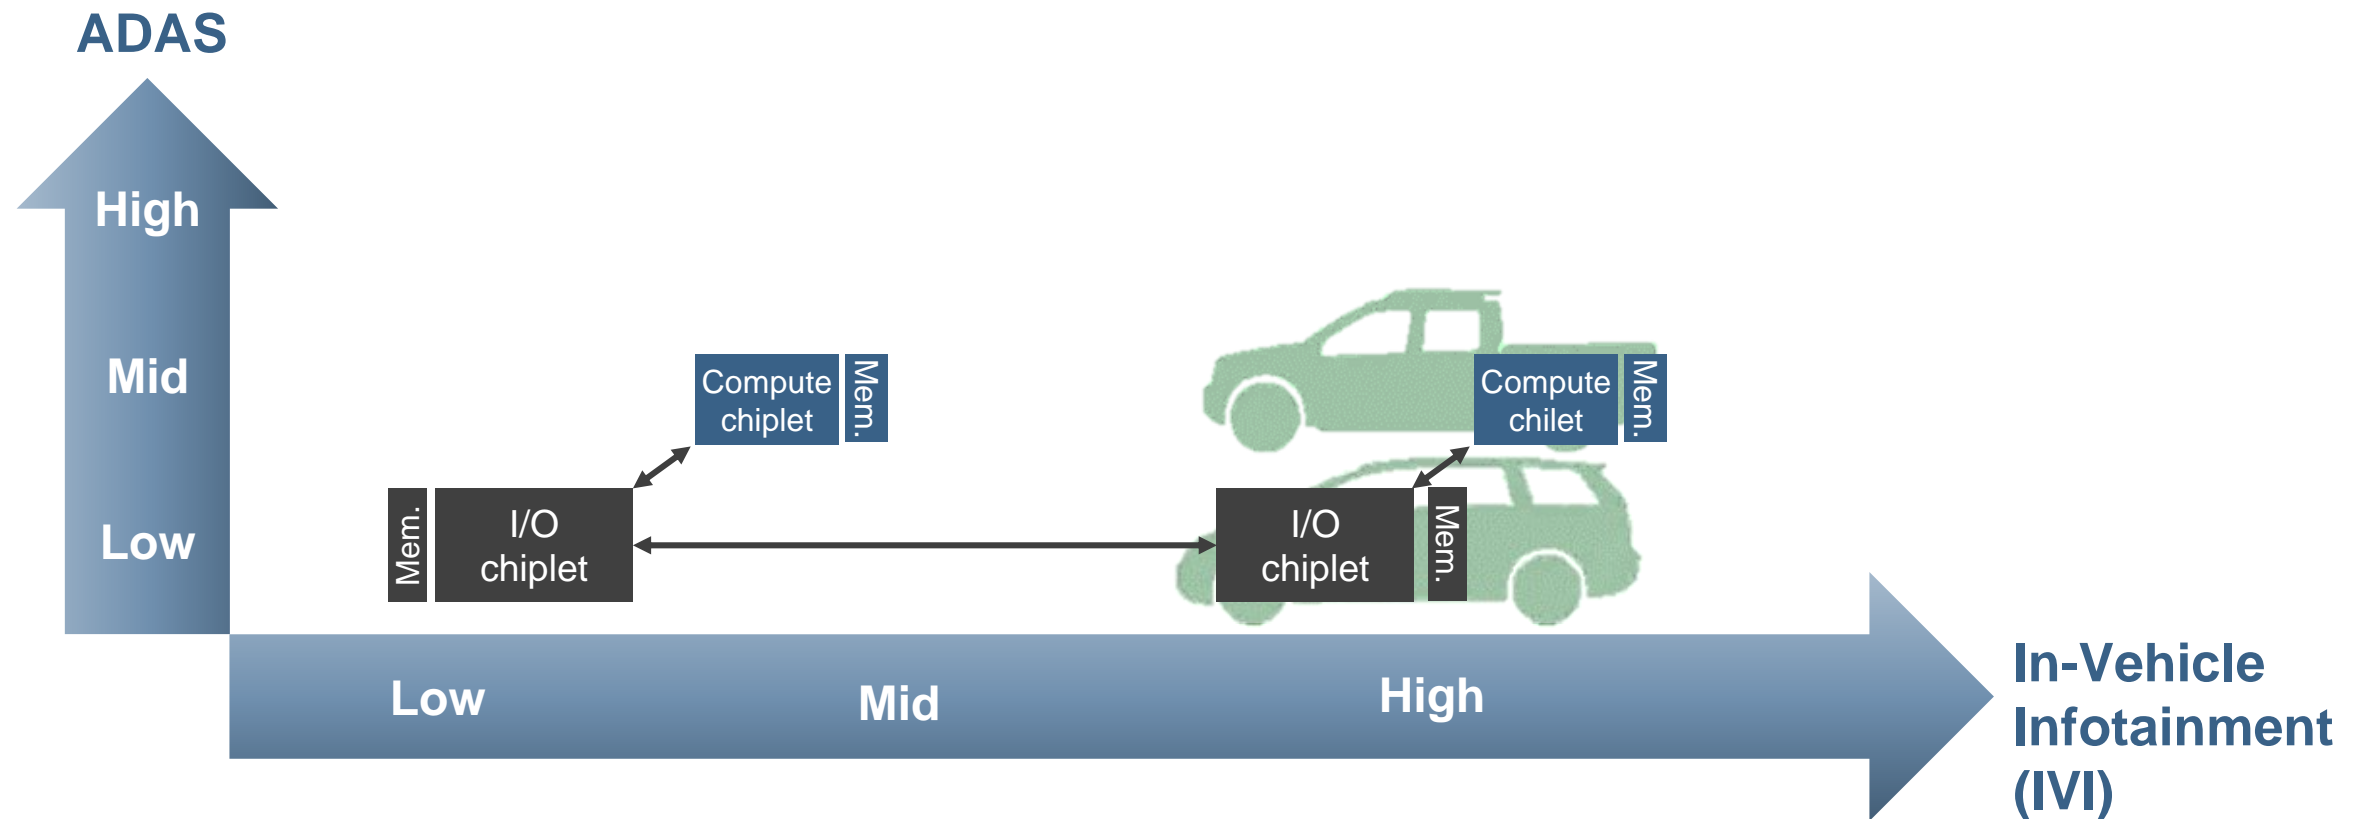 ADAS
High
Mid
Low
Compute
chiplet
Mem.
Mem.
I/O
chiplet
Compute
chilet
Mem.
I/O
chiplet
Mem.
Low
Mid
High
In-Vehicle
Infotainment
(IVI)